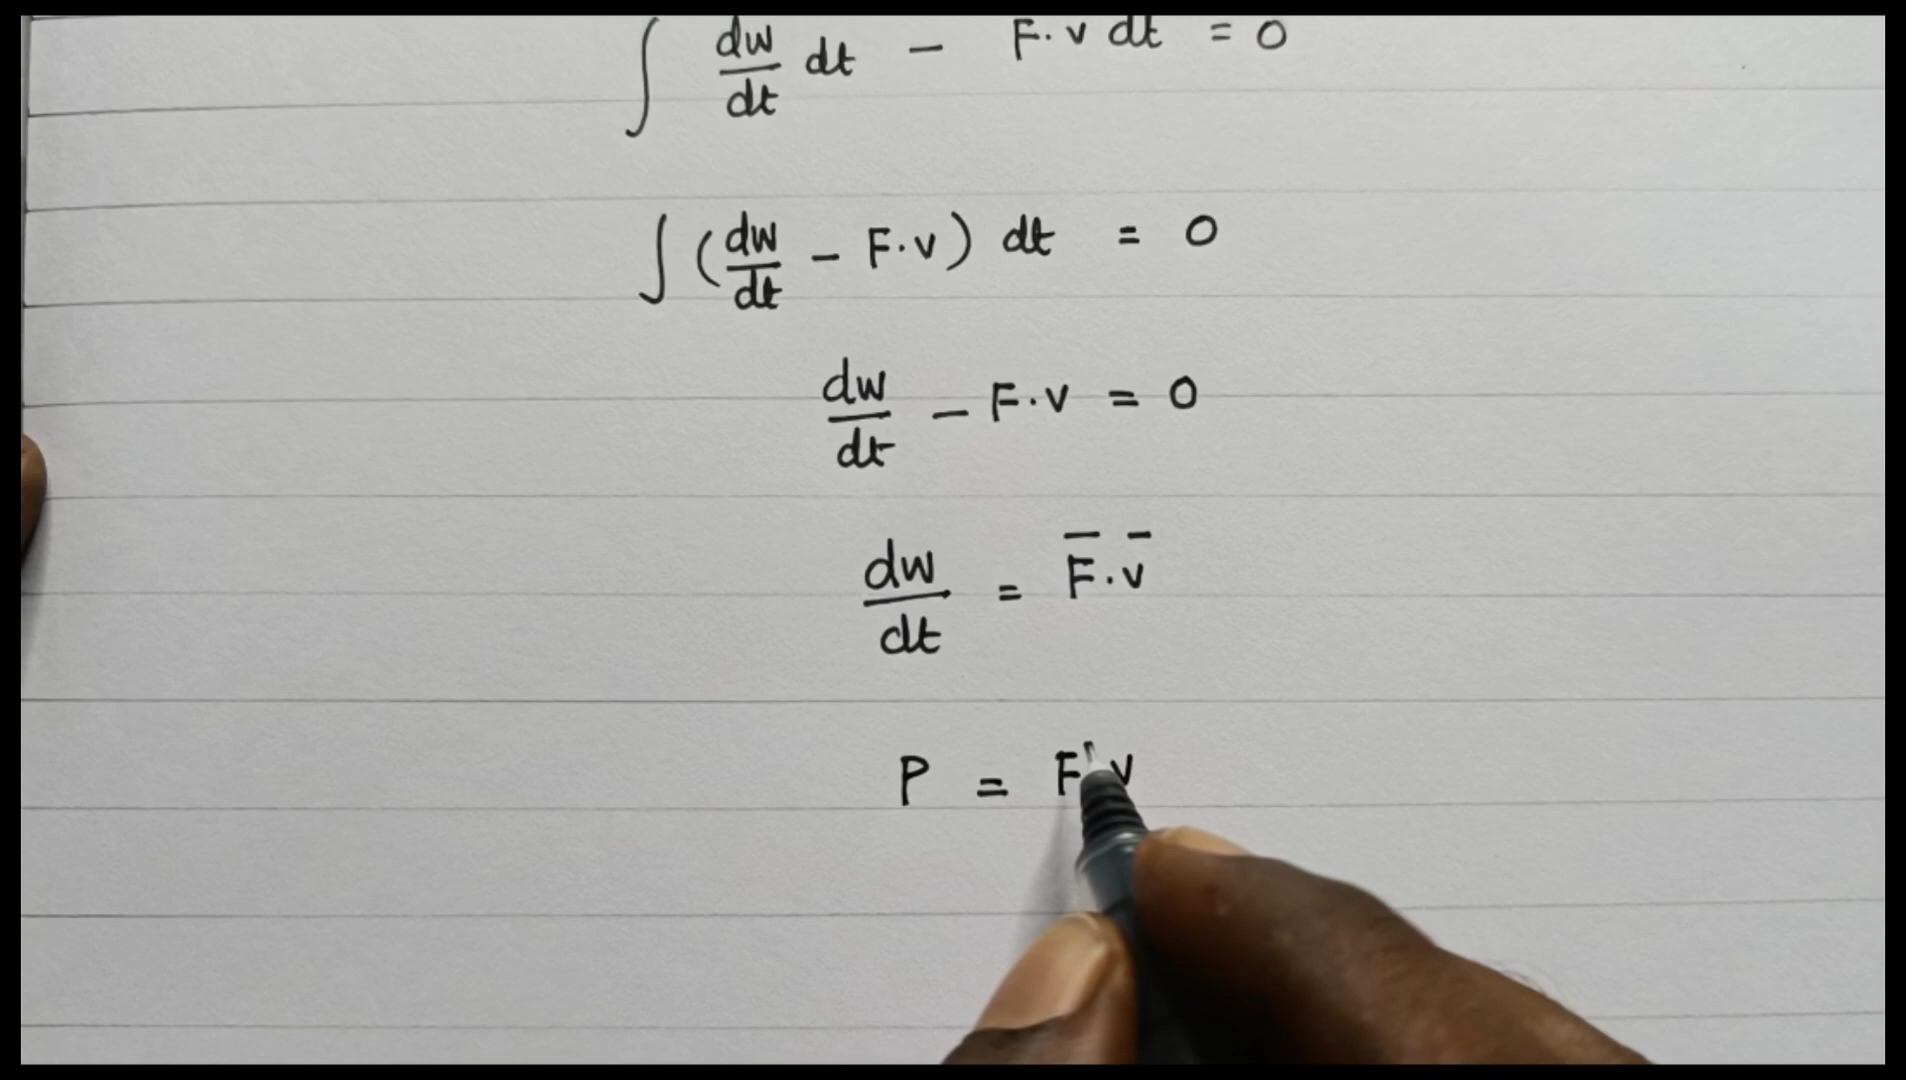 ∫ dw/dt dt − F. v dt = 0
∫ (dw/dt − F.v) dt = 0
dw/dt − F.v = 0
dw/dt = F̅.v̅
P = F v